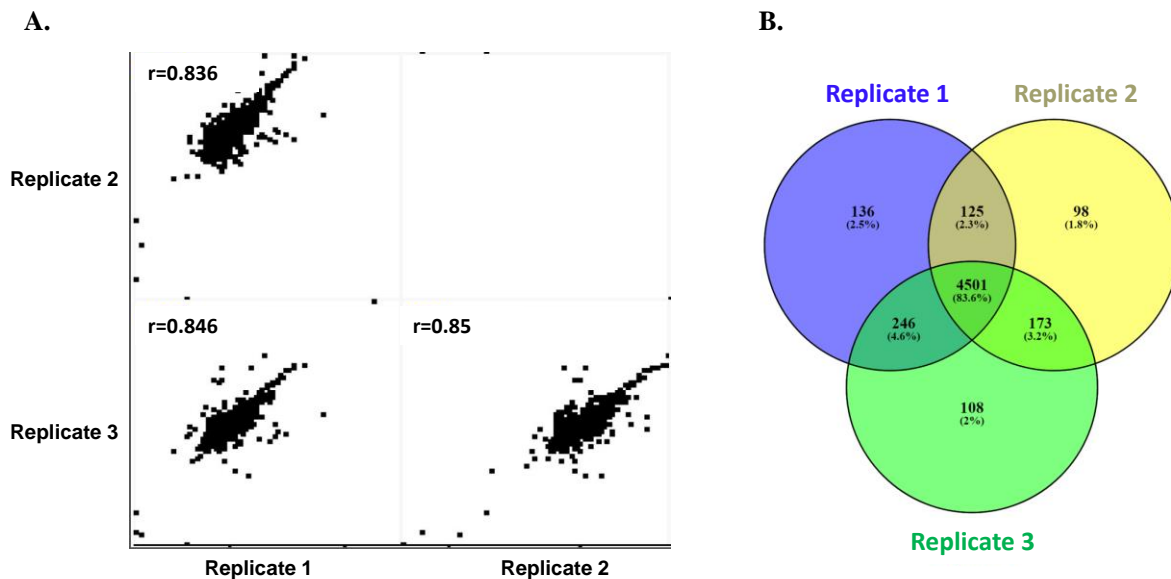 A.
B.
r=0.836
Replicate 2
r=0.846
r=0.85
Replicate 3
Replicate 1
Replicate 2
Replicate 1
Replicate 2
136
(2.5%)
125
(2.3%)
98
(1.8%)
4501
(83.6%)
246
(4.6%)
173
(3.2%)
108
(2%)
Replicate 3